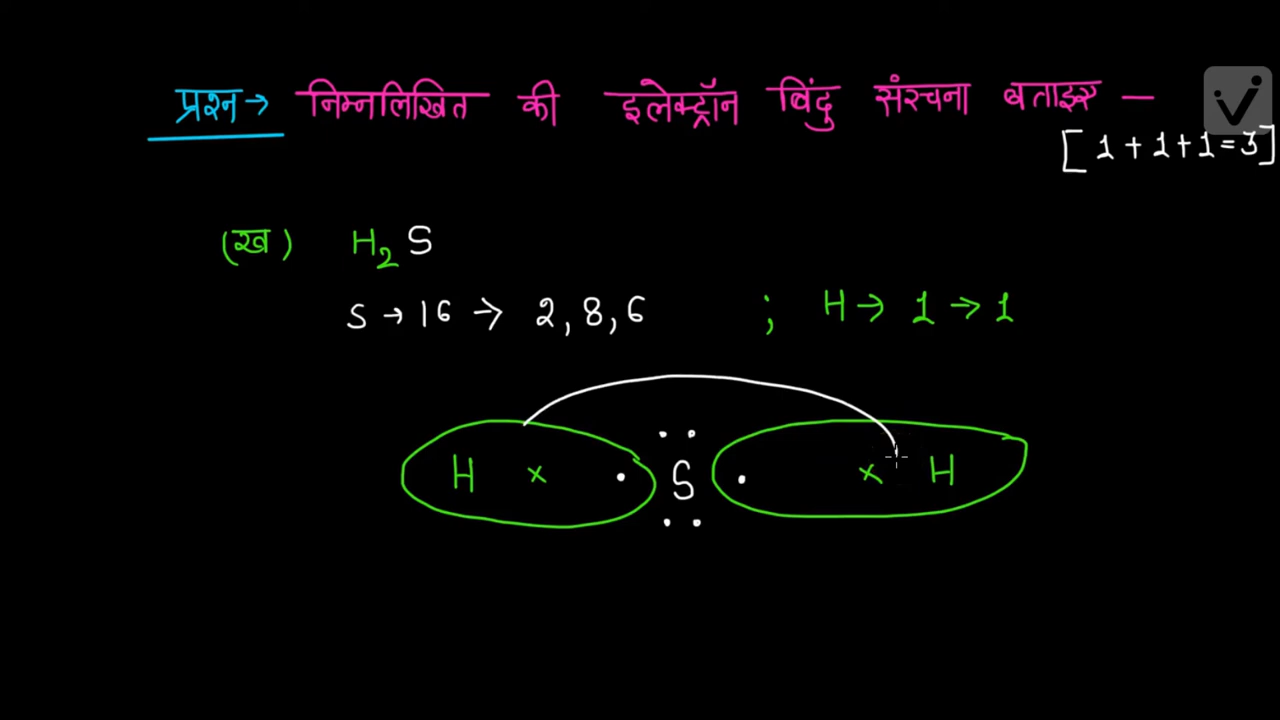 प्रश्न → निम्नलिखित की इलेक्ट्रॉन बिंदु संरचना बताइए —
[ 1 + 1 + 1 = 3 ]
(ख) H₂S
S → 16 → 2, 8, 6 ; H → 1 → 1
H × · S · × H